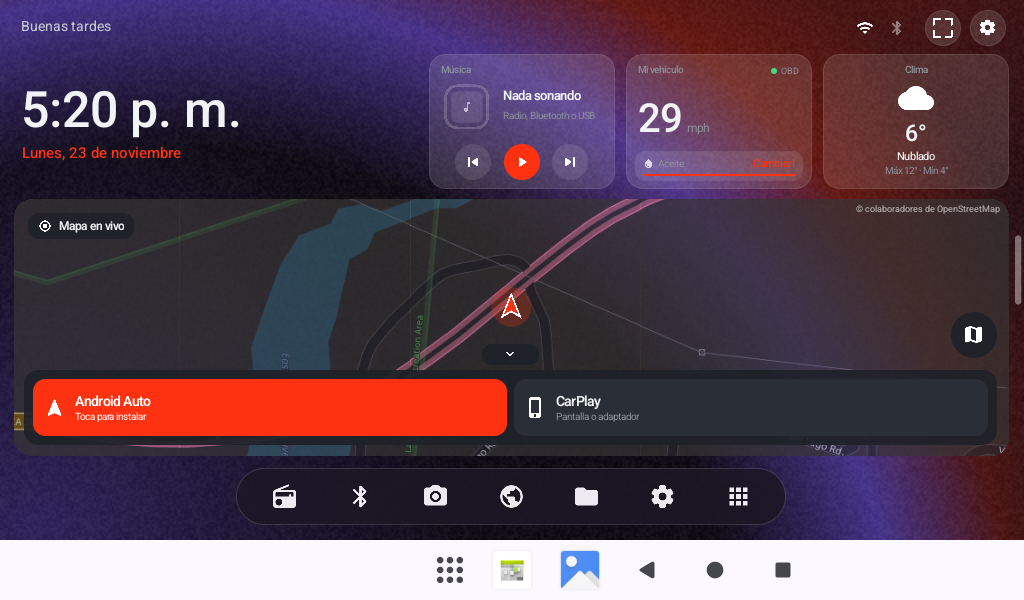 Buenas tardes
5:20 p. m.
Lunes, 23 de noviembre
Música
Nada sonando
Radio, Bluetooth o USB
Mi vehículo
OBD
29 mph
Aceite
Cambiar!
Clima
6°
Nublado
Máx 12° · Mín 4°
Mapa en vivo
© colaboradores de OpenStreetMap
Android Auto
Toca para instalar
CarPlay
Pantalla o adaptador